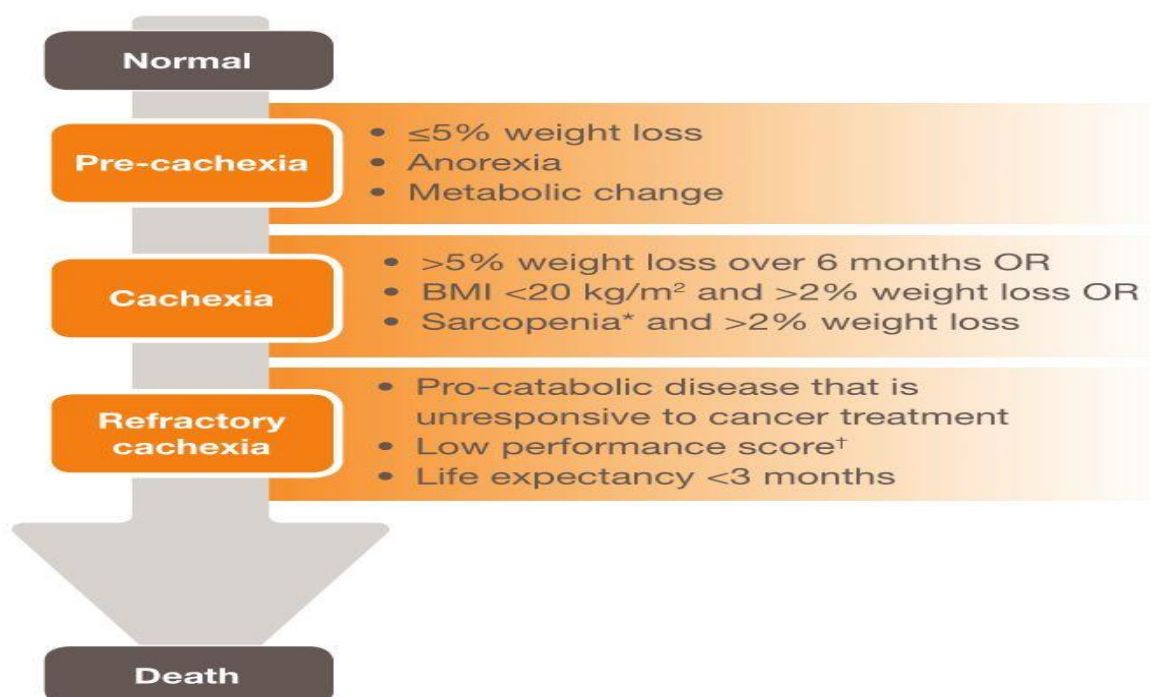 Normal
Pre-cachexia
• ≤5% weight loss
• Anorexia
• Metabolic change
Cachexia
• >5% weight loss over 6 months OR
• BMI <20 kg/m² and >2% weight loss OR
• Sarcopenia* and >2% weight loss
Refractory
cachexia
• Pro-catabolic disease that is
unresponsive to cancer treatment
• Low performance score†
• Life expectancy <3 months
Death